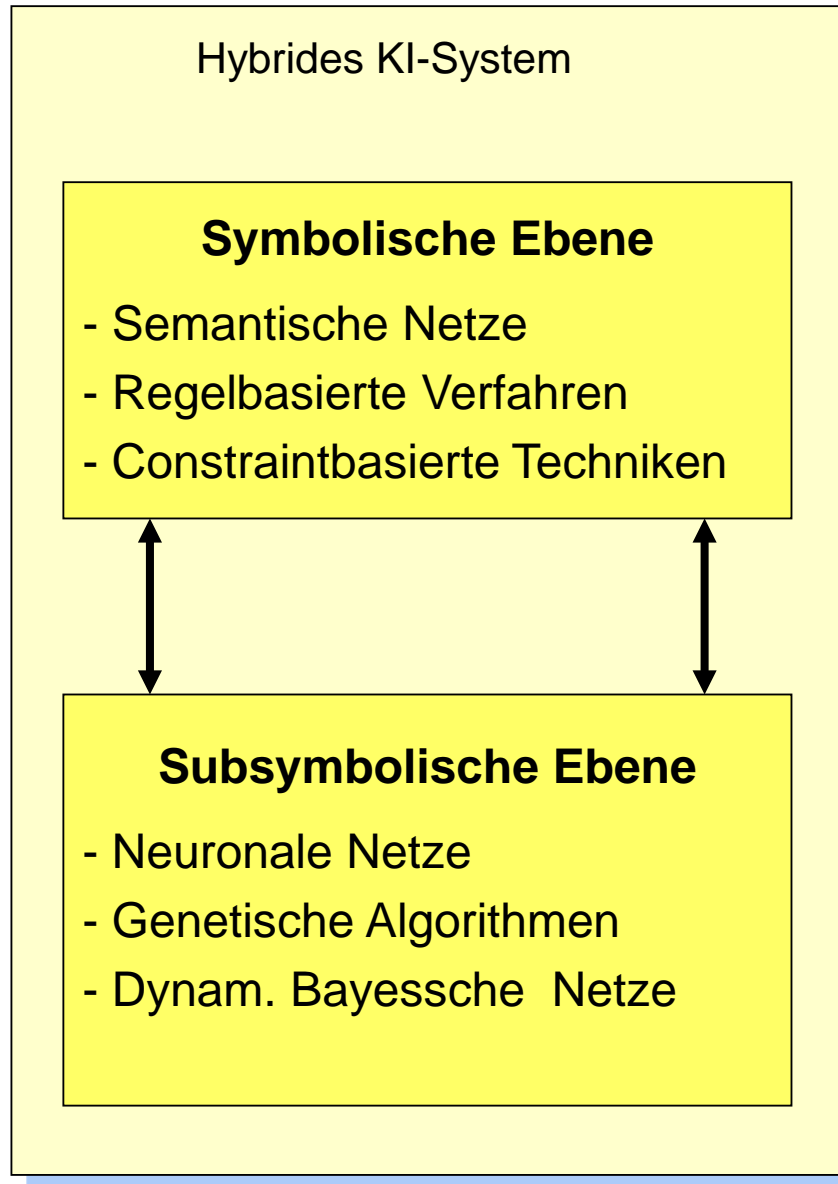 Hybrides KI-System
Symbolische Ebene
- Semantische Netze
- Regelbasierte Verfahren
- Constraintbasierte Techniken
Subsymbolische Ebene
- Neuronale Netze
- Genetische Algorithmen
- Dynam. Bayessche  Netze